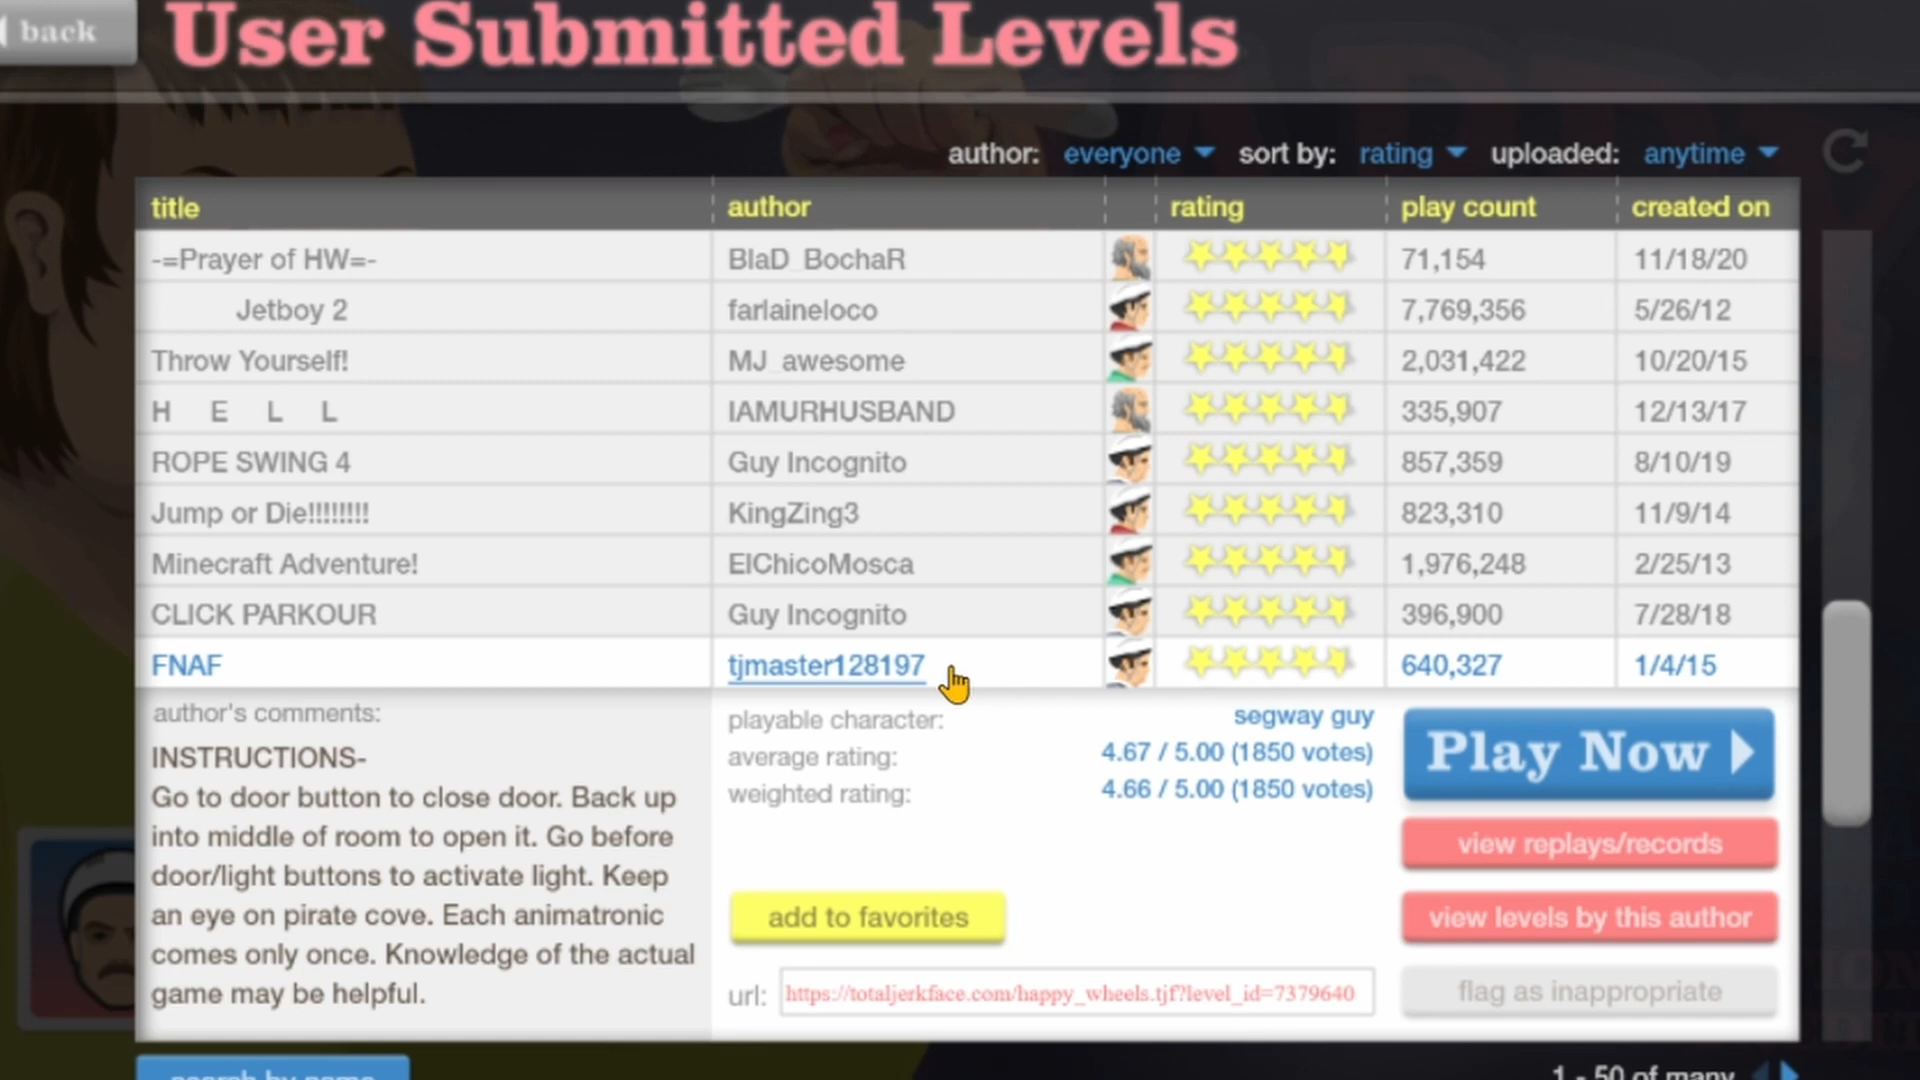 back
User Submitted Levels
author: everyone sort by: rating uploaded: anytime
title author rating play count created on
-=Prayer of HW=- BlaD_BochaR 71,154 11/18/20
Jetboy 2 farlaineloco 7,769,356 5/26/12
Throw Yourself! MJ_awesome 2,031,422 10/20/15
H E L L IAMURHUSBAND 335,907 12/13/17
ROPE SWING 4 Guy Incognito 857,359 8/10/19
Jump or Die!!!!!!!! KingZing3 823,310 11/9/14
Minecraft Adventure! ElChicoMosca 1,976,248 2/25/13
CLICK PARKOUR Guy Incognito 396,900 7/28/18
FNAF tjmaster128197 640,327 1/4/15
author's comments:
INSTRUCTIONS-
Go to door button to close door. Back up
into middle of room to open it. Go before
door/light buttons to activate light. Keep
an eye on pirate cove. Each animatronic
comes only once. Knowledge of the actual
game may be helpful.
playable character: segway guy
average rating: 4.67 / 5.00 (1850 votes)
weighted rating: 4.66 / 5.00 (1850 votes)
add to favorites
url: https://totaljerkface.com/happy_wheels.tjf?level_id=7379640
Play Now
view replays/records
view levels by this author
flag as inappropriate
search by name
1 - 50 of many